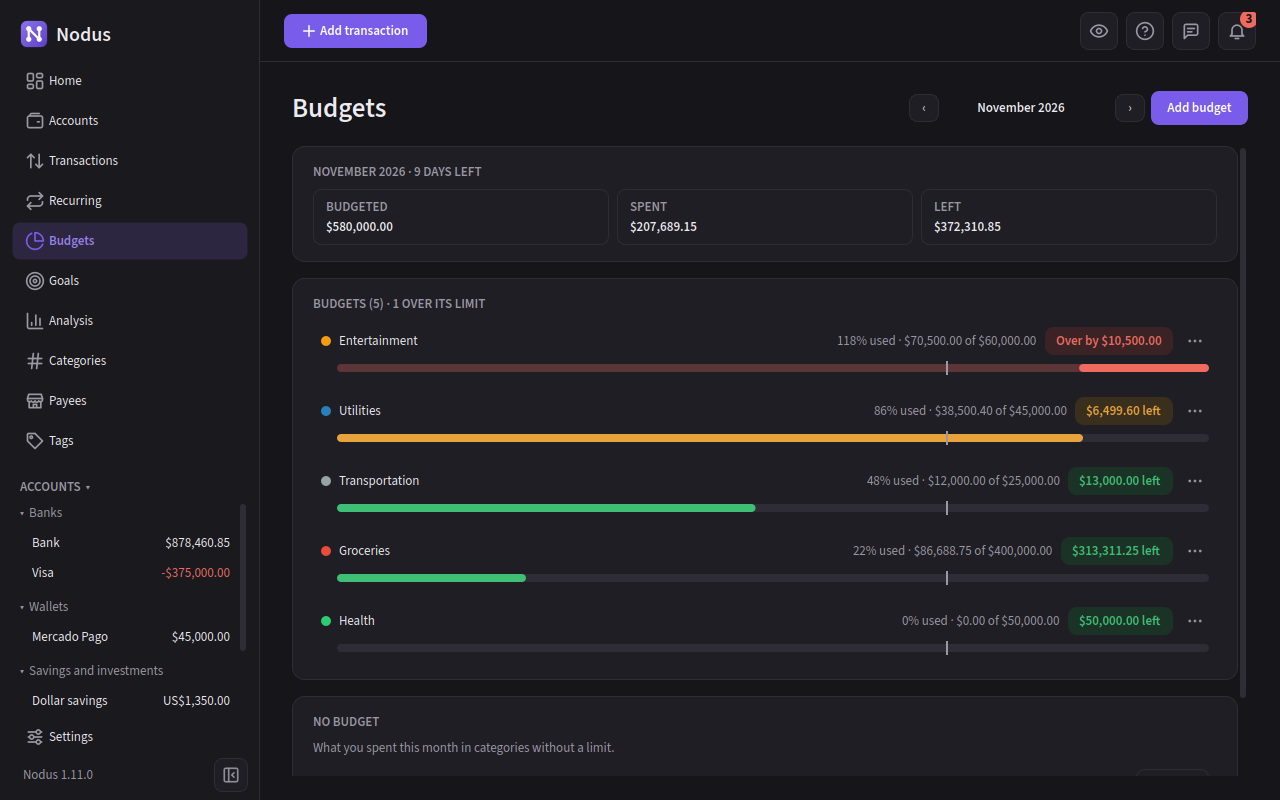 Nodus
Home
Accounts
Transactions
Recurring
Budgets
Goals
Analysis
Categories
Payees
Tags
ACCOUNTS
Banks
Bank $878,460.85
Visa -$375,000.00
Wallets
Mercado Pago $45,000.00
Savings and investments
Dollar savings US$1,350.00
Settings
Nodus 1.11.0
Add transaction
3
Budgets
‹ November 2026 ›
Add budget
NOVEMBER 2026 · 9 DAYS LEFT
BUDGETED
$580,000.00
SPENT
$207,689.15
LEFT
$372,310.85
BUDGETS (5) · 1 OVER ITS LIMIT
Entertainment 118% used · $70,500.00 of $60,000.00 Over by $10,500.00
Utilities 86% used · $38,500.40 of $45,000.00 $6,499.60 left
Transportation 48% used · $12,000.00 of $25,000.00 $13,000.00 left
Groceries 22% used · $86,688.75 of $400,000.00 $313,311.25 left
Health 0% used · $0.00 of $50,000.00 $50,000.00 left
NO BUDGET
What you spent this month in categories without a limit.